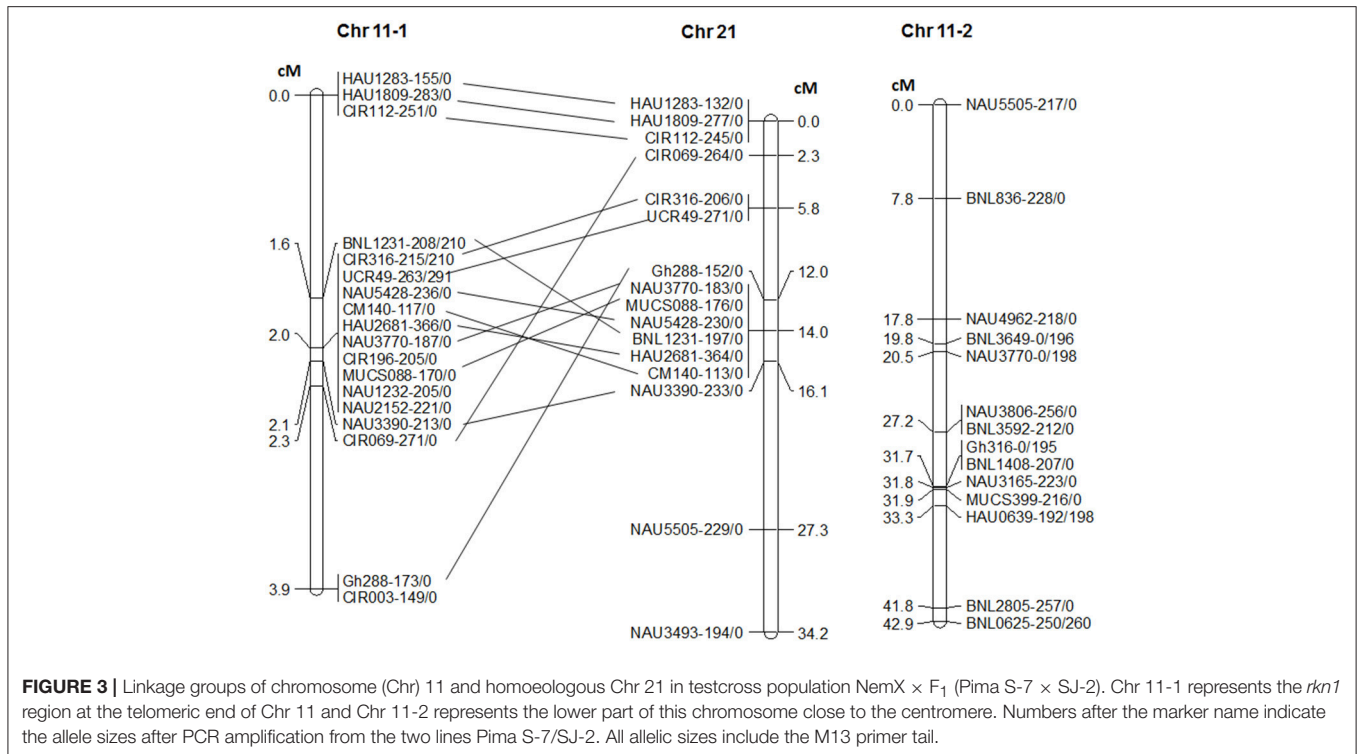 Chr 11-1
cM
0.0
HAU1283-155/0
HAU1809-283/0
CIR112-251/0
1.6
BNL1231-208/210
CIR316-215/210
UCR49-263/291
NAU5428-236/0
CM140-117/0
HAU2681-366/0
2.0
NAU3770-187/0
CIR196-205/0
MUCS088-170/0
NAU1232-205/0
NAU2152-221/0
2.1
NAU3390-213/0
2.3
CIR069-271/0
3.9
Gh288-173/0
CIR003-149/0
Chr 21
cM
HAU1283-132/0
HAU1809-277/0
0.0
CIR112-245/0
CIR069-264/0
2.3
CIR316-206/0
5.8
UCR49-271/0
Gh288-152/0
12.0
NAU3770-183/0
MUCS088-176/0
NAU5428-230/0
14.0
BNL1231-197/0
HAU2681-364/0
CM140-113/0
NAU3390-233/0
16.1
NAU5505-229/0
27.3
NAU3493-194/0
34.2
Chr 11-2
cM
0.0
NAU5505-217/0
7.8
BNL836-228/0
17.8
NAU4962-218/0
19.8
BNL3649-0/196
20.5
NAU3770-0/198
27.2
NAU3806-256/0
BNL3592-212/0
31.7
Gh316-0/195
BNL1408-207/0
31.8
NAU3165-223/0
31.9
MUCS399-216/0
33.3
HAU0639-192/198
41.8
BNL2805-257/0
42.9
BNL0625-250/260
FIGURE 3 | Linkage groups of chromosome (Chr) 11 and homoeologous Chr 21 in testcross population NemX × F₁ (Pima S-7 × SJ-2). Chr 11-1 represents the rkn1
region at the telomeric end of Chr 11 and Chr 11-2 represents the lower part of this chromosome close to the centromere. Numbers after the marker name indicate
the allele sizes after PCR amplification from the two lines Pima S-7/SJ-2. All allelic sizes include the M13 primer tail.